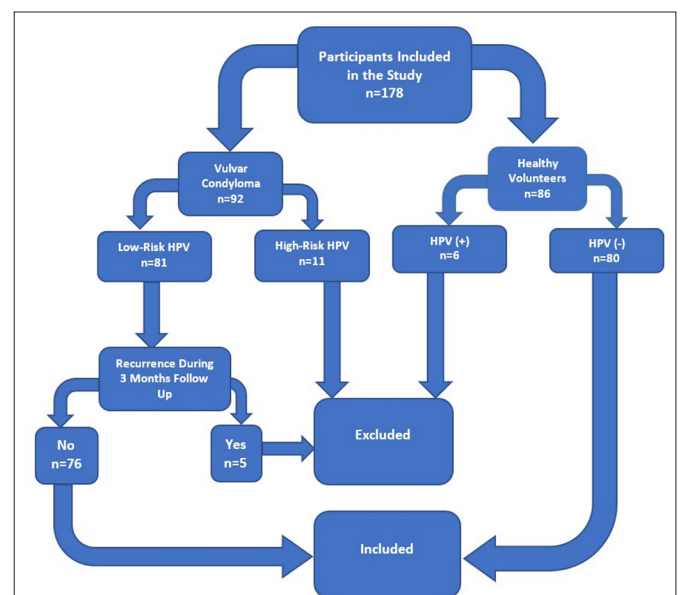 Participants Included
in the Study
n=178
Vulvar
Condyloma
n=92
Healthy
Volunteers
n=86
Low-Risk HPV
n=81
High-Risk HPV
n=11
HPV (+)
n=6
HPV (-)
n=80
Recurrence During
3 Months Follow
Up
No
n=76
Yes
n=5
Excluded
Included